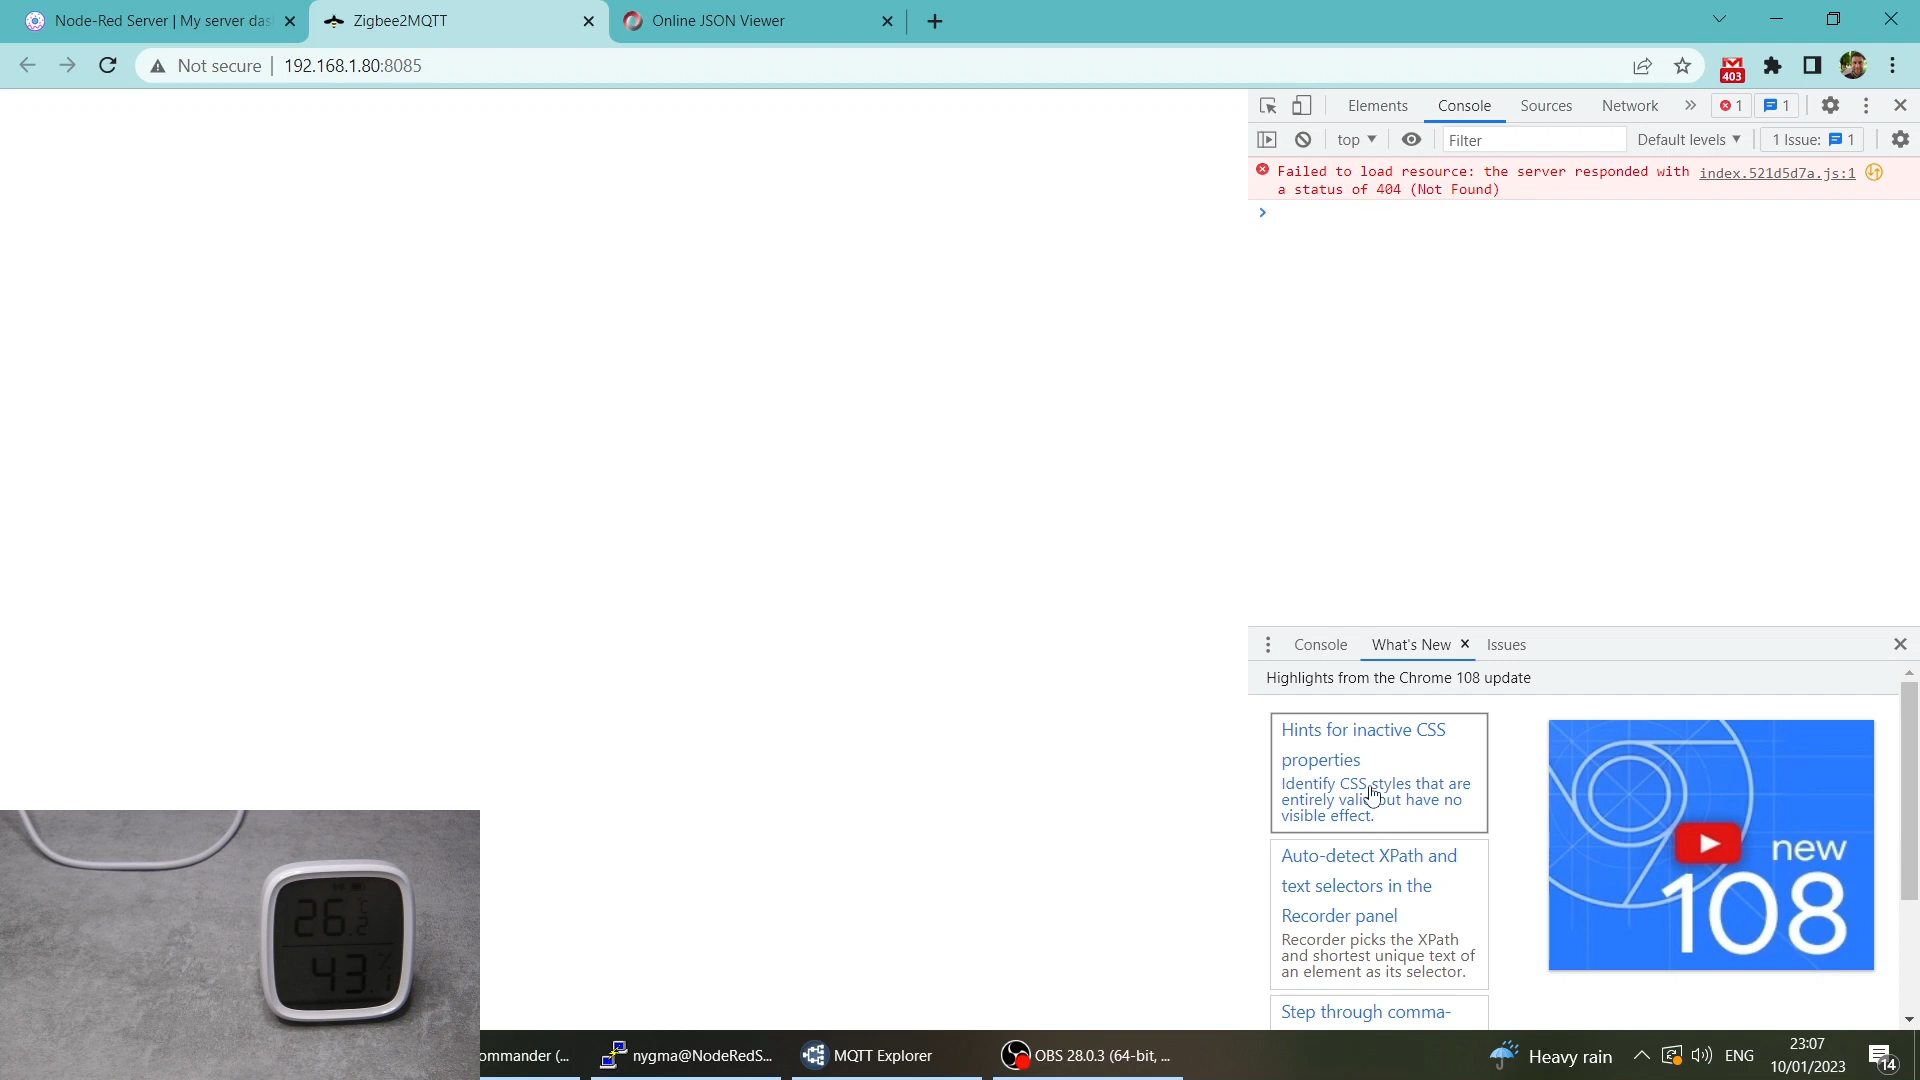 Node-Red Server | My server das
Zigbee2MQTT
Online JSON Viewer
Not secure
192.168.1.80:8085
403
Elements
Console
Sources
Network
1
1
top
Filter
Default levels
1 Issue:
1
Failed to load resource: the server responded with
a status of 404 (Not Found)
index.521d5d7a.js:1
Console
What's New
Issues
Highlights from the Chrome 108 update
Hints for inactive CSS
properties
Identify CSS styles that are
entirely valid but have no
visible effect.
Auto-detect XPath and
text selectors in the
Recorder panel
Recorder picks the XPath
and shortest unique text of
an element as its selector.
Step through comma-
new
108
26.2
℃
43.1
%
ommander (...
nygma@NodeRedS...
MQTT Explorer
OBS 28.0.3 (64-bit, ...
Heavy rain
ENG
23:07
10/01/2023
14